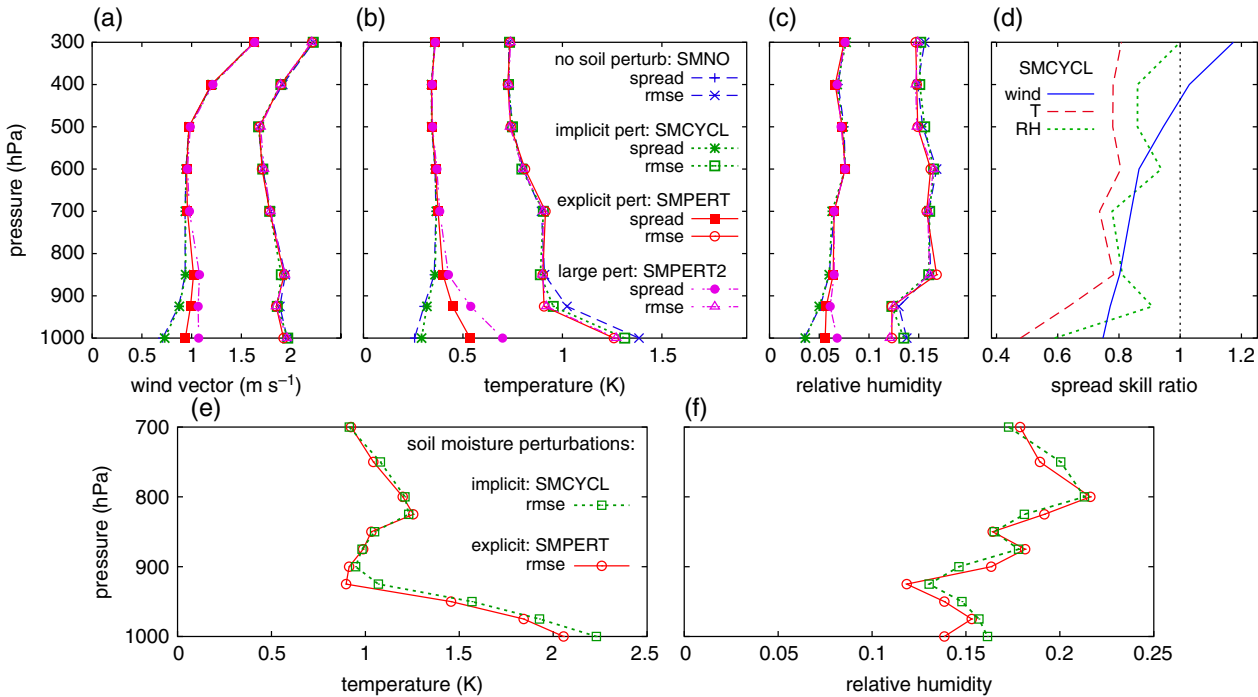 (a)
(b)
(c)
(d)
300
400
500
600
700
800
900
1000
pressure (hPa)
no soil perturb: SMNO
spread
rmse
implicit pert: SMCYCL
spread
rmse
explicit pert: SMPERT
spread
rmse
large pert: SMPERT2
spread
rmse
SMCYCL
wind
T
RH
0 0.5 1 1.5 2 2.5
wind vector (m s⁻¹)
0 0.5 1 1.5
temperature (K)
0 0.05 0.1 0.15 0.2
relative humidity
0.4 0.6 0.8 1 1.2
spread skill ratio
(e)
(f)
700
800
900
1000
pressure (hPa)
soil moisture perturbations:
implicit: SMCYCL
rmse
explicit: SMPERT
rmse
0 0.5 1 1.5 2 2.5
temperature (K)
0 0.05 0.1 0.15 0.20 0.25
relative humidity